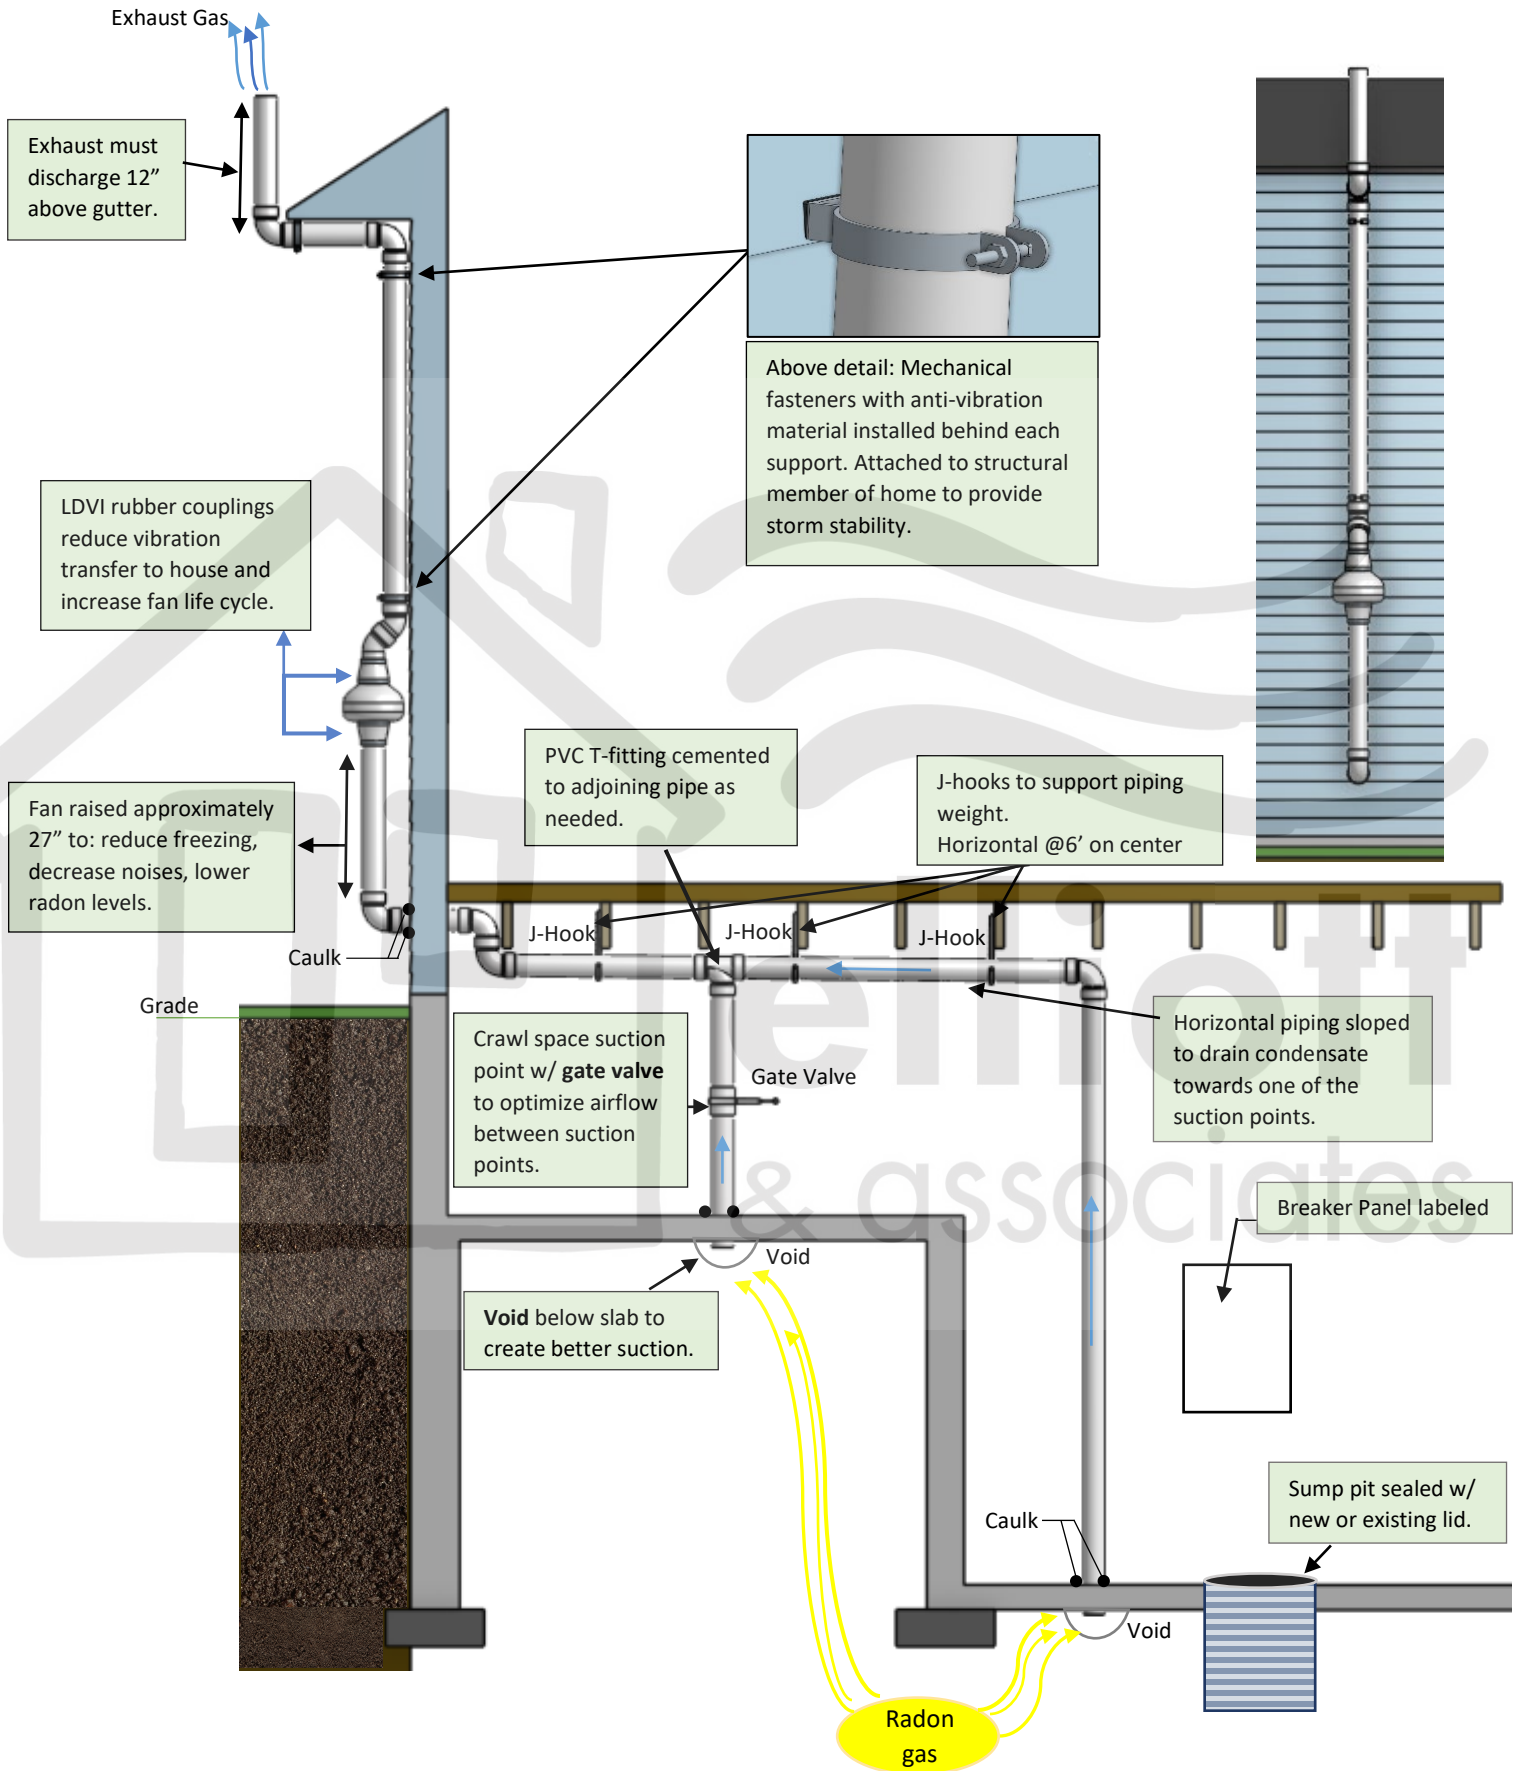 Exhaust Gas
Exhaust must
discharge 12”
above gutter.
Above detail: Mechanical
fasteners with anti-vibration
material installed behind each
support. Attached to structural
member of home to provide
storm stability.
LDVI rubber couplings
reduce vibration
transfer to house and
increase fan life cycle.
PVC T-fitting cemented
to adjoining pipe as
needed.
J-hooks to support piping
weight.
Horizontal @6’ on center
Fan raised approximately
27” to: reduce freezing,
decrease noises, lower
radon levels.
J-Hook
J-Hook
J-Hook
Caulk
Grade
Crawl space suction
point w/ gate valve
to optimize airflow
between suction
points.
Gate Valve
Horizontal piping sloped
to drain condensate
towards one of the
suction points.
elliott
& associates
Breaker Panel labeled
Void
Void below slab to
create better suction.
Sump pit sealed w/
new or existing lid.
Caulk
Void
Radon
gas